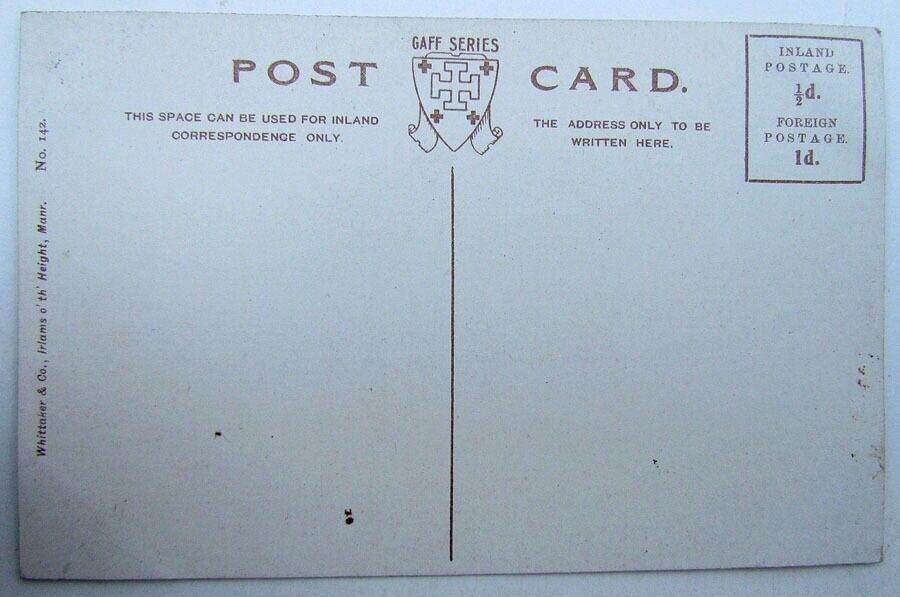 GAFF SERIES
POST CARD.
THIS SPACE CAN BE USED FOR INLAND
CORRESPONDENCE ONLY.
THE ADDRESS ONLY TO BE
WRITTEN HERE.
INLAND
POSTAGE.
½d.
FOREIGN
POSTAGE.
1d.
Whittaker & Co., Irlams o' th' Height, Manr. No. 142.